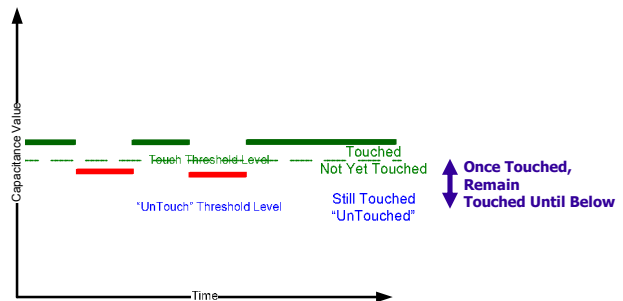 Capacitance Value
Touch Threshold Level
Touched
Not Yet Touched
Once Touched,
Remain
Touched Until Below
"UnTouch" Threshold Level
Still Touched
"UnTouched"
Time